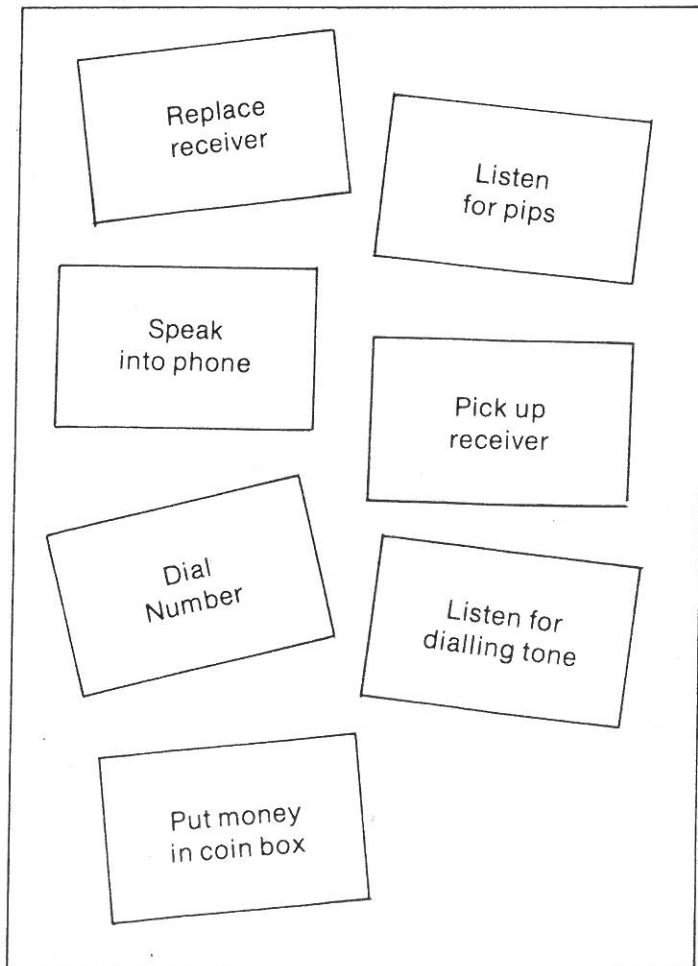 Replace
receiver
Listen
for pips
Speak
into phone
Pick up
receiver
Dial
Number
Listen for
dialling tone
Put money
in coin box